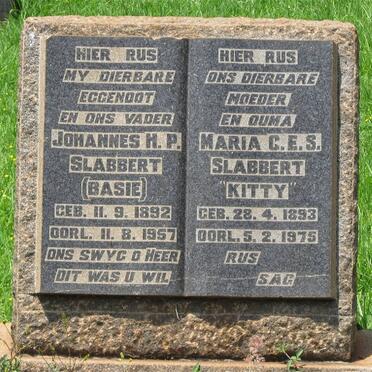 HIER RUS
MY DIERBARE
EGGENOOT
EN ONS VADER
JOHANNES H. P.
SLABBERT
(BASIE)
GEB. 11. 9. 1892
OORL. 11. 8. 1957
ONS SWYG O HEER
DIT WAS U WIL
HIER RUS
ONS DIERBARE
MOEDER
EN OUMA
MARIA C. E. S.
SLABBERT
"KITTY"
GEB. 28. 4. 1893
OORL. 5. 2. 1975
RUS
SAG